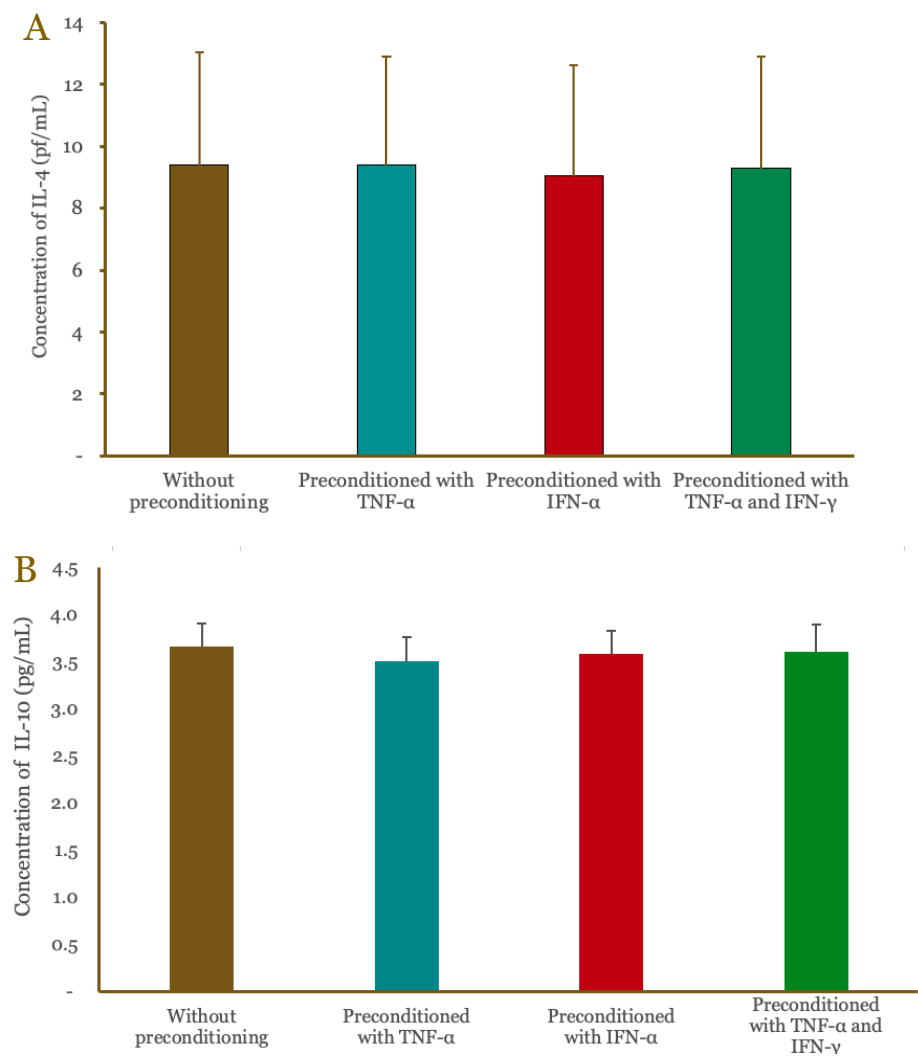 A
Concentration of IL-4 (pf/mL)
14
12
10
8
6
4
2
-
Without
preconditioning
Preconditioned with
TNF-α
Preconditioned with
IFN-α
Preconditioned with
TNF-α and IFN-γ
B
Concentration of IL-10 (pg/mL)
4.5
4.0
3.5
3.0
2.5
2.0
1.5
1.0
0.5
-
Without
preconditioning
Preconditioned
with TNF-α
Preconditioned
with IFN-α
Preconditioned
with TNF-α and
IFN-γ